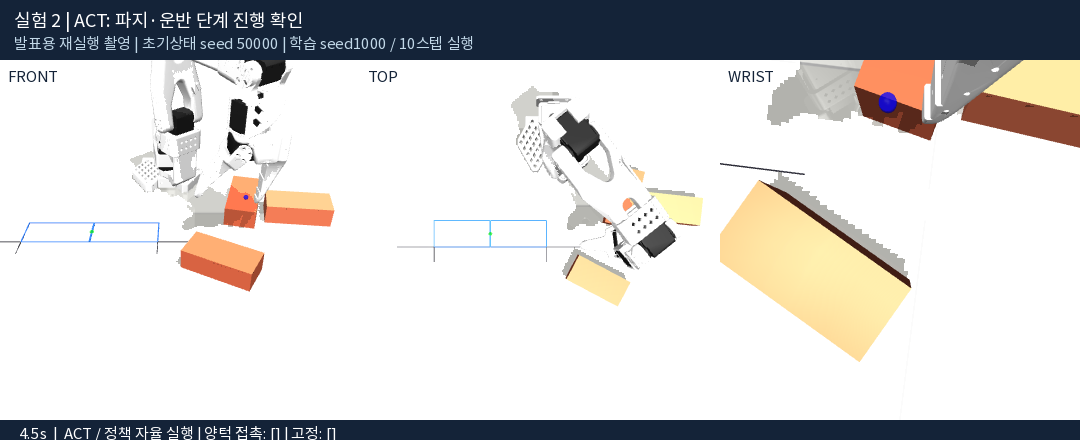 실험 2 | ACT: 파지·운반 단계 진행 확인
발표용 재실행 촬영 | 초기상태 seed 50000 | 학습 seed1000 / 10스텝 실행
FRONT
TOP
WRIST
4.5s | ACT / 정책 자율 실행 | 양턱 접촉: [] | 고정: []